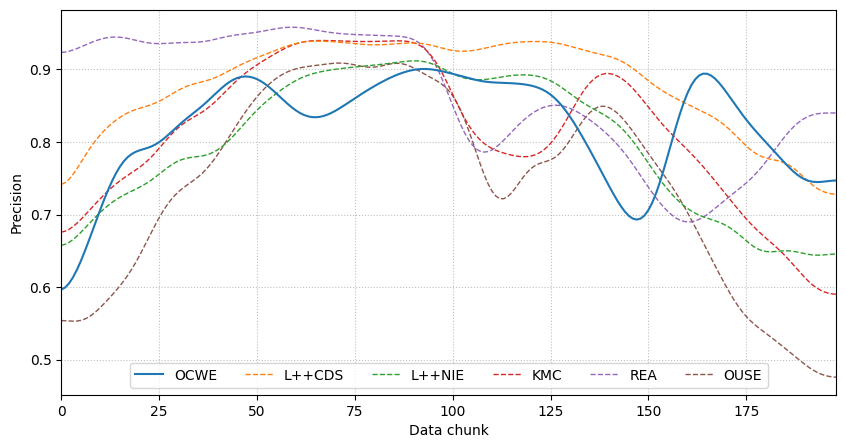 Precision
0.9
0.8
0.7
0.6
0.5
OCWE L++CDS L++NIE KMC REA OUSE
0 25 50 75 100 125 150 175
Data chunk